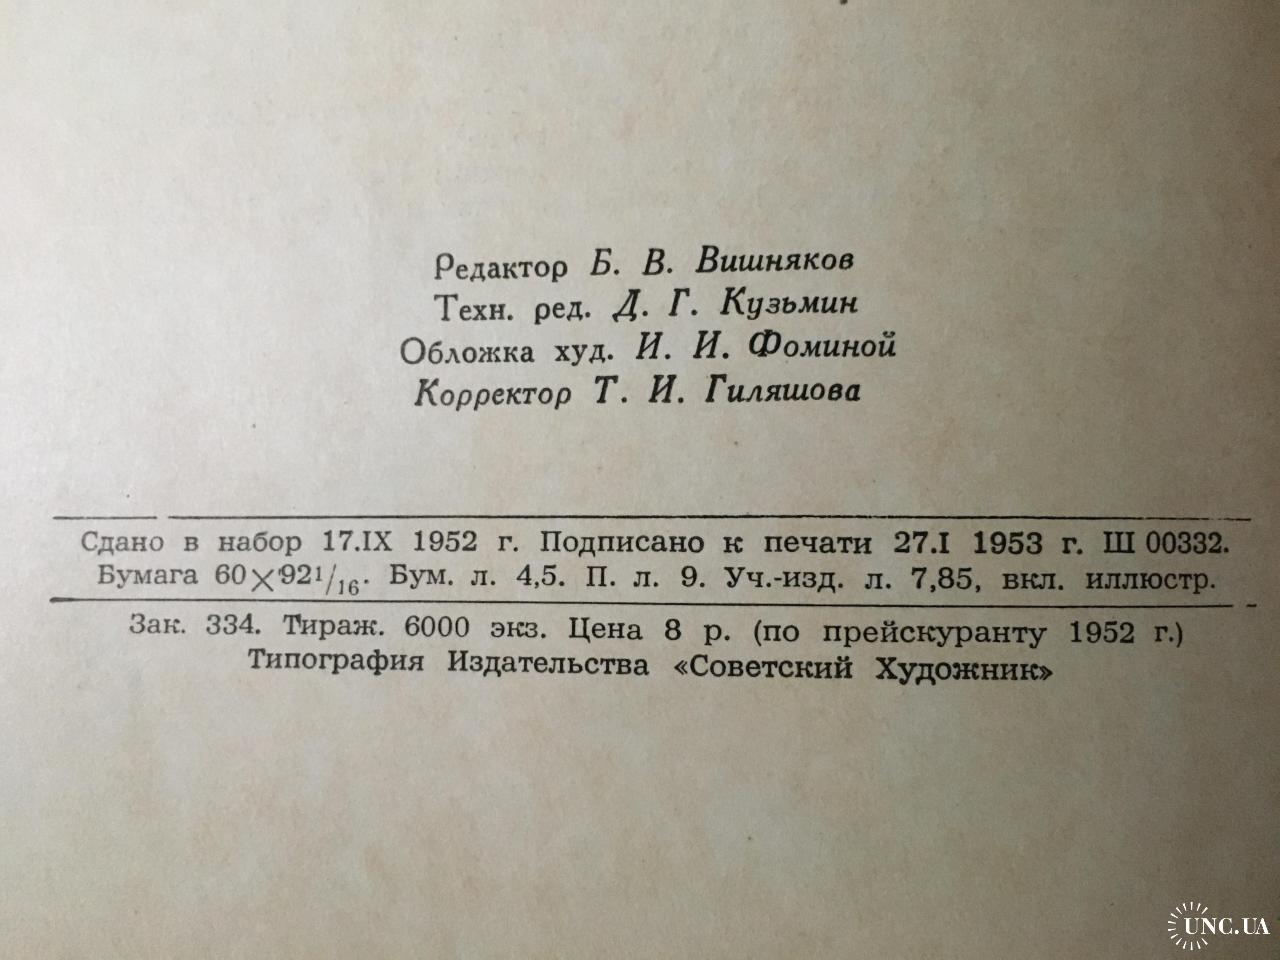 Редактор Б. В. Вишняков
Техн. ред. Д. Г. Кузьмин
Обложка худ. И. И. Фоминой
Корректор Т. И. Гиляшова
Сдано в набор 17.IX 1952 г. Подписано к печати 27.I 1953 г. Ш 00332.
Бумага 60×92 1/16. Бум. л. 4,5. П. л. 9. Уч.-изд. л. 7,85, вкл. иллюстр.
Зак. 334. Тираж. 6000 экз. Цена 8 р. (по прейскуранту 1952 г.)
Типография Издательства «Советский Художник»
UNC.UA